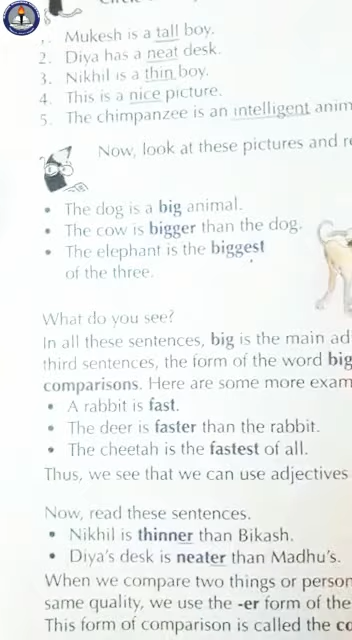 1. Mukesh is a tall boy.
2. Diya has a neat desk.
3. Nikhil is a thin boy.
4. This is a nice picture.
5. The chimpanzee is an intelligent anim
Now, look at these pictures and r
• The dog is a big animal.
• The cow is bigger than the dog.
• The elephant is the biggest
of the three.
What do you see?
In all these sentences, big is the main ad
third sentences, the form of the word big
comparisons. Here are some more exam
• A rabbit is fast.
• The deer is faster than the rabbit.
• The cheetah is the fastest of all.
Thus, we see that we can use adjectives
Now, read these sentences.
• Nikhil is thinner than Bikash.
• Diya's desk is neater than Madhu's.
When we compare two things or person
same quality, we use the -er form of the
This form of comparison is called the co